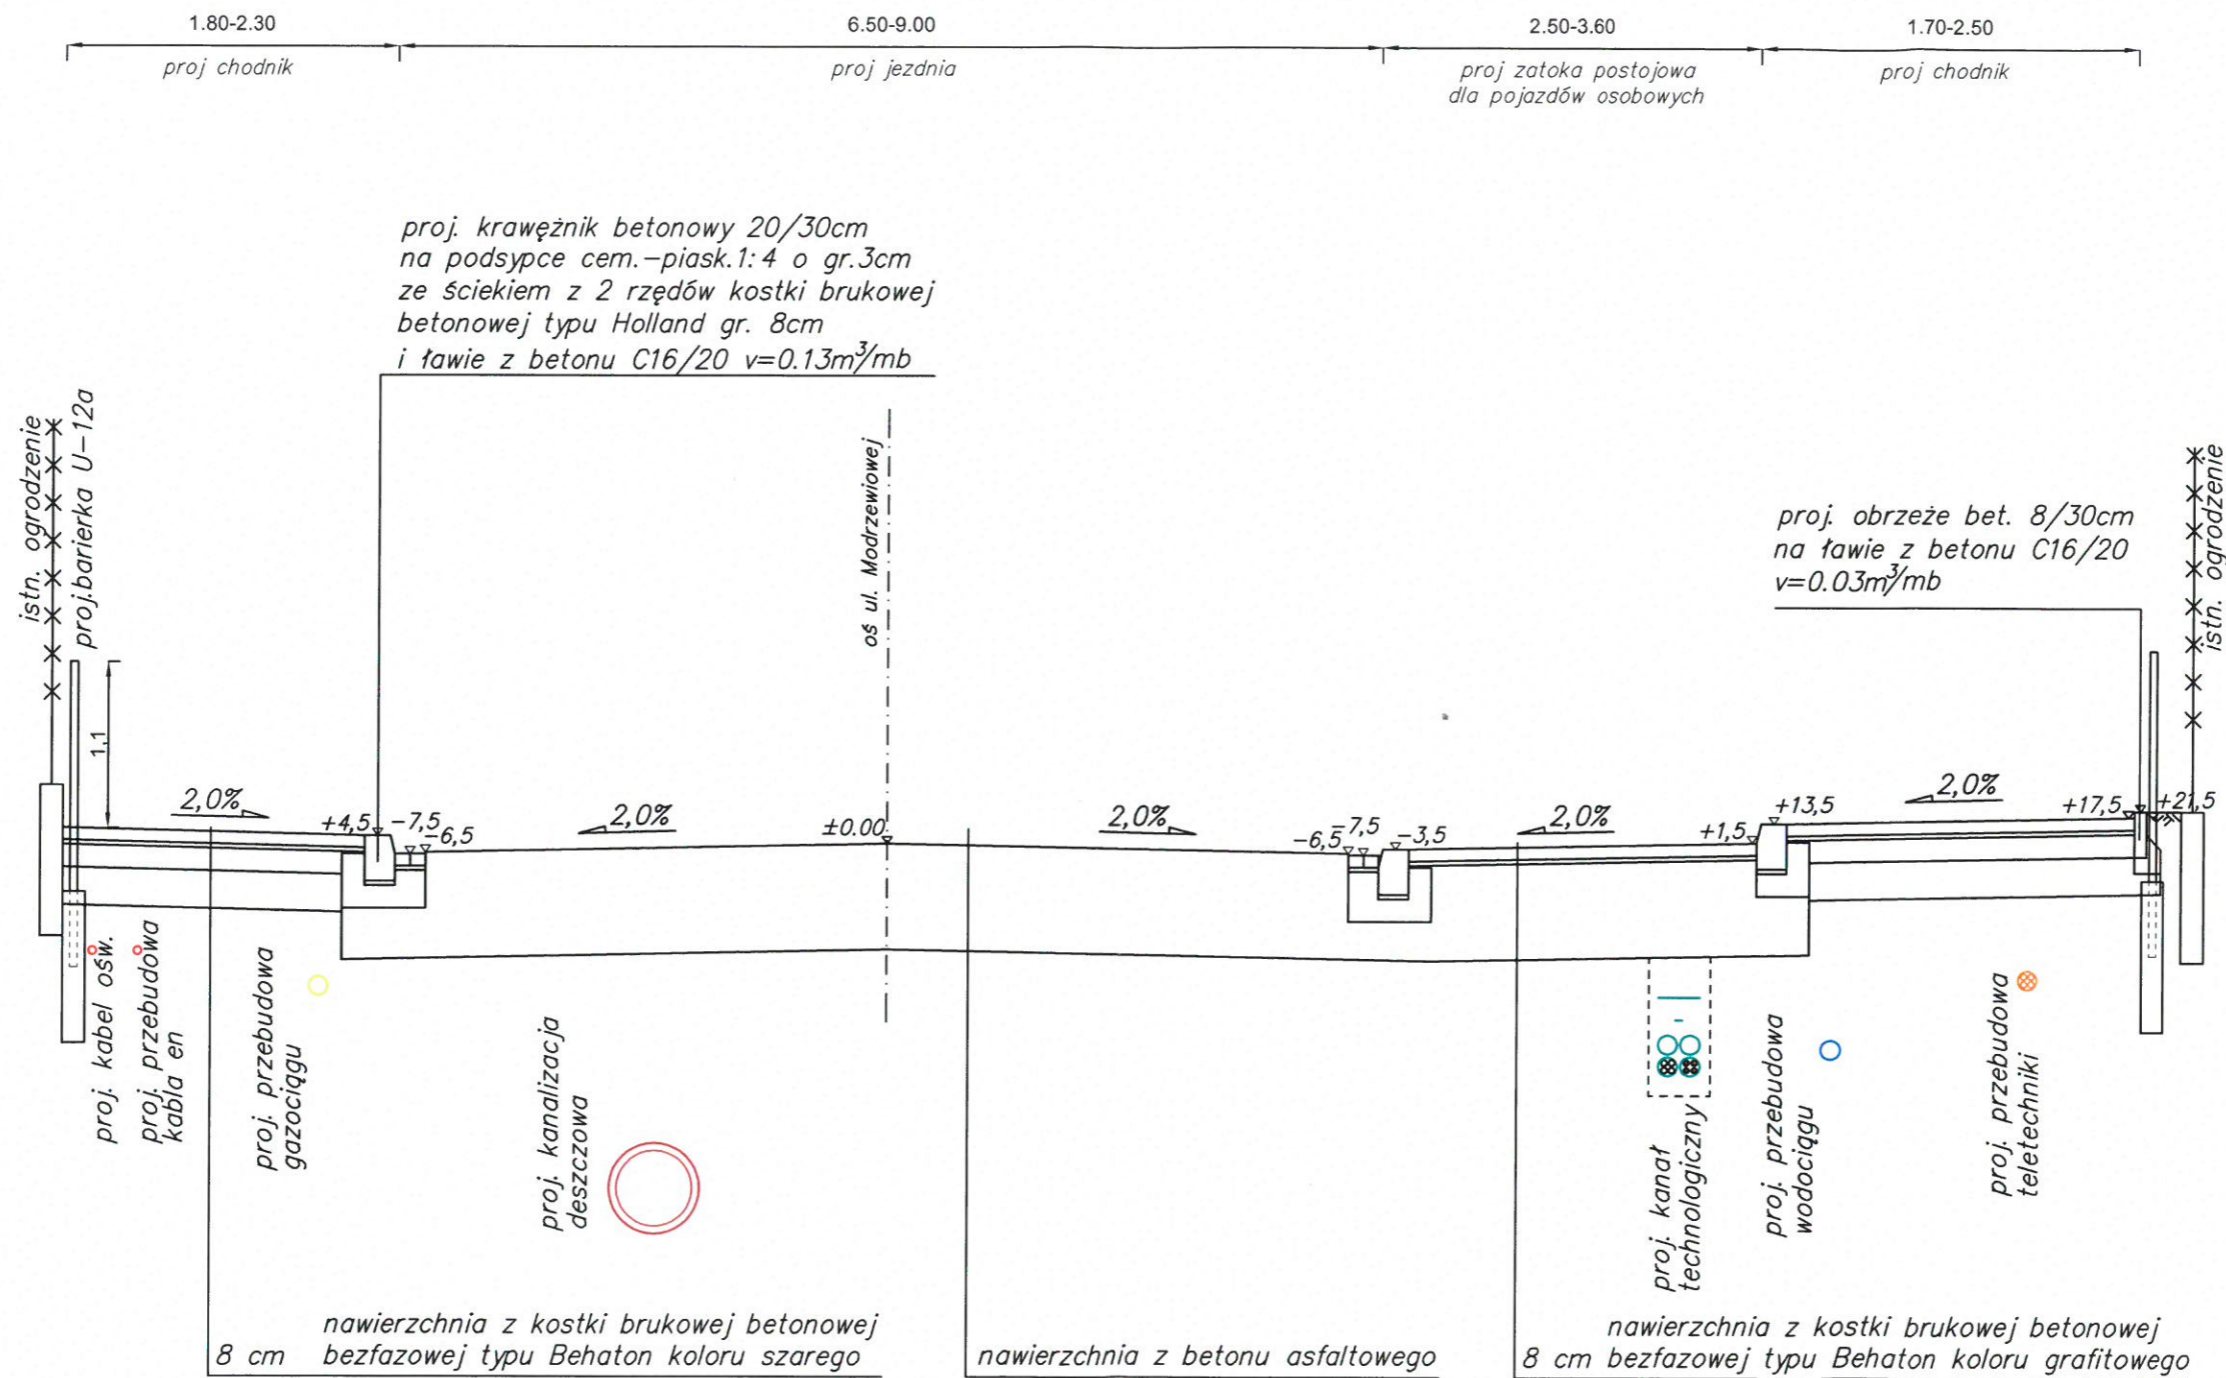 1.80-2.30
6.50-9.00
2.50-3.60
1.70-2.50
proj chodnik
proj jezdnia
proj zatoka postojowa
dla pojazdów osobowych
proj chodnik
proj. krawężnik betonowy 20/30cm
na podsypce cem.-piask.1:4 o gr.3cm
ze ściekiem z 2 rzędów kostki brukowej
betonowej typu Holland gr. 8cm
i ławie z betonu C16/20 v=0.13m³/mb
istn. ogrodzenie
proj.barierka U-12a
oś ul. Modrzewiowej
proj. obrzeże bet. 8/30cm
na ławie z betonu C16/20
v=0.03m³/mb
istn. ogrodzenie
1,1
2,0%
+4,5
-7,5
-6,5
2,0%
±0.00
2,0%
-6,5
-7,5
-3,5
2,0%
+1,5
+13,5
2,0%
+17,5
+21,5
proj. kabel ośw.
proj. przebudowa
kabla en
proj. przebudowa
gazociągu
proj. kanalizacja
deszczowa
proj. kanał
technologiczny
proj. przebudowa
wodociągu
proj. przebudowa
teletechniki
nawierzchnia z kostki brukowej betonowej
8 cm bezfazowej typu Behaton koloru szarego
nawierzchnia z betonu asfaltowego
nawierzchnia z kostki brukowej betonowej
8 cm bezfazowej typu Behaton koloru grafitowego